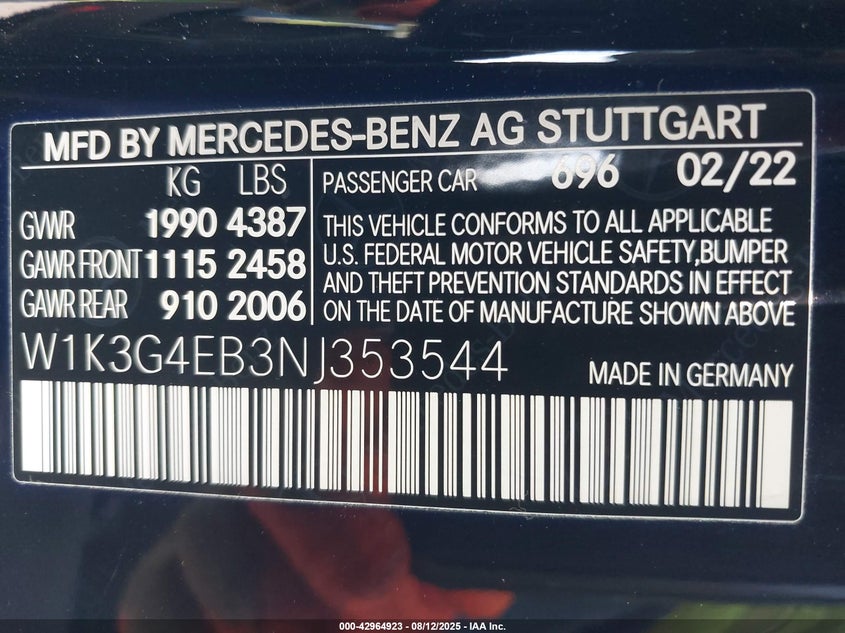 MFD BY MERCEDES-BENZ AG STUTTGART
KG LBS
GVWR 1990 4387
GAWR FRONT 1115 2458
GAWR REAR 910 2006
PASSENGER CAR 696 02/22
THIS VEHICLE CONFORMS TO ALL APPLICABLE
U.S. FEDERAL MOTOR VEHICLE SAFETY,BUMPER
AND THEFT PREVENTION STANDARDS IN EFFECT
ON THE DATE OF MANUFACTURE SHOWN ABOVE
W1K3G4EB3NJ353544
MADE IN GERMANY
000-42964923 - 08/12/2025 - IAA Inc.